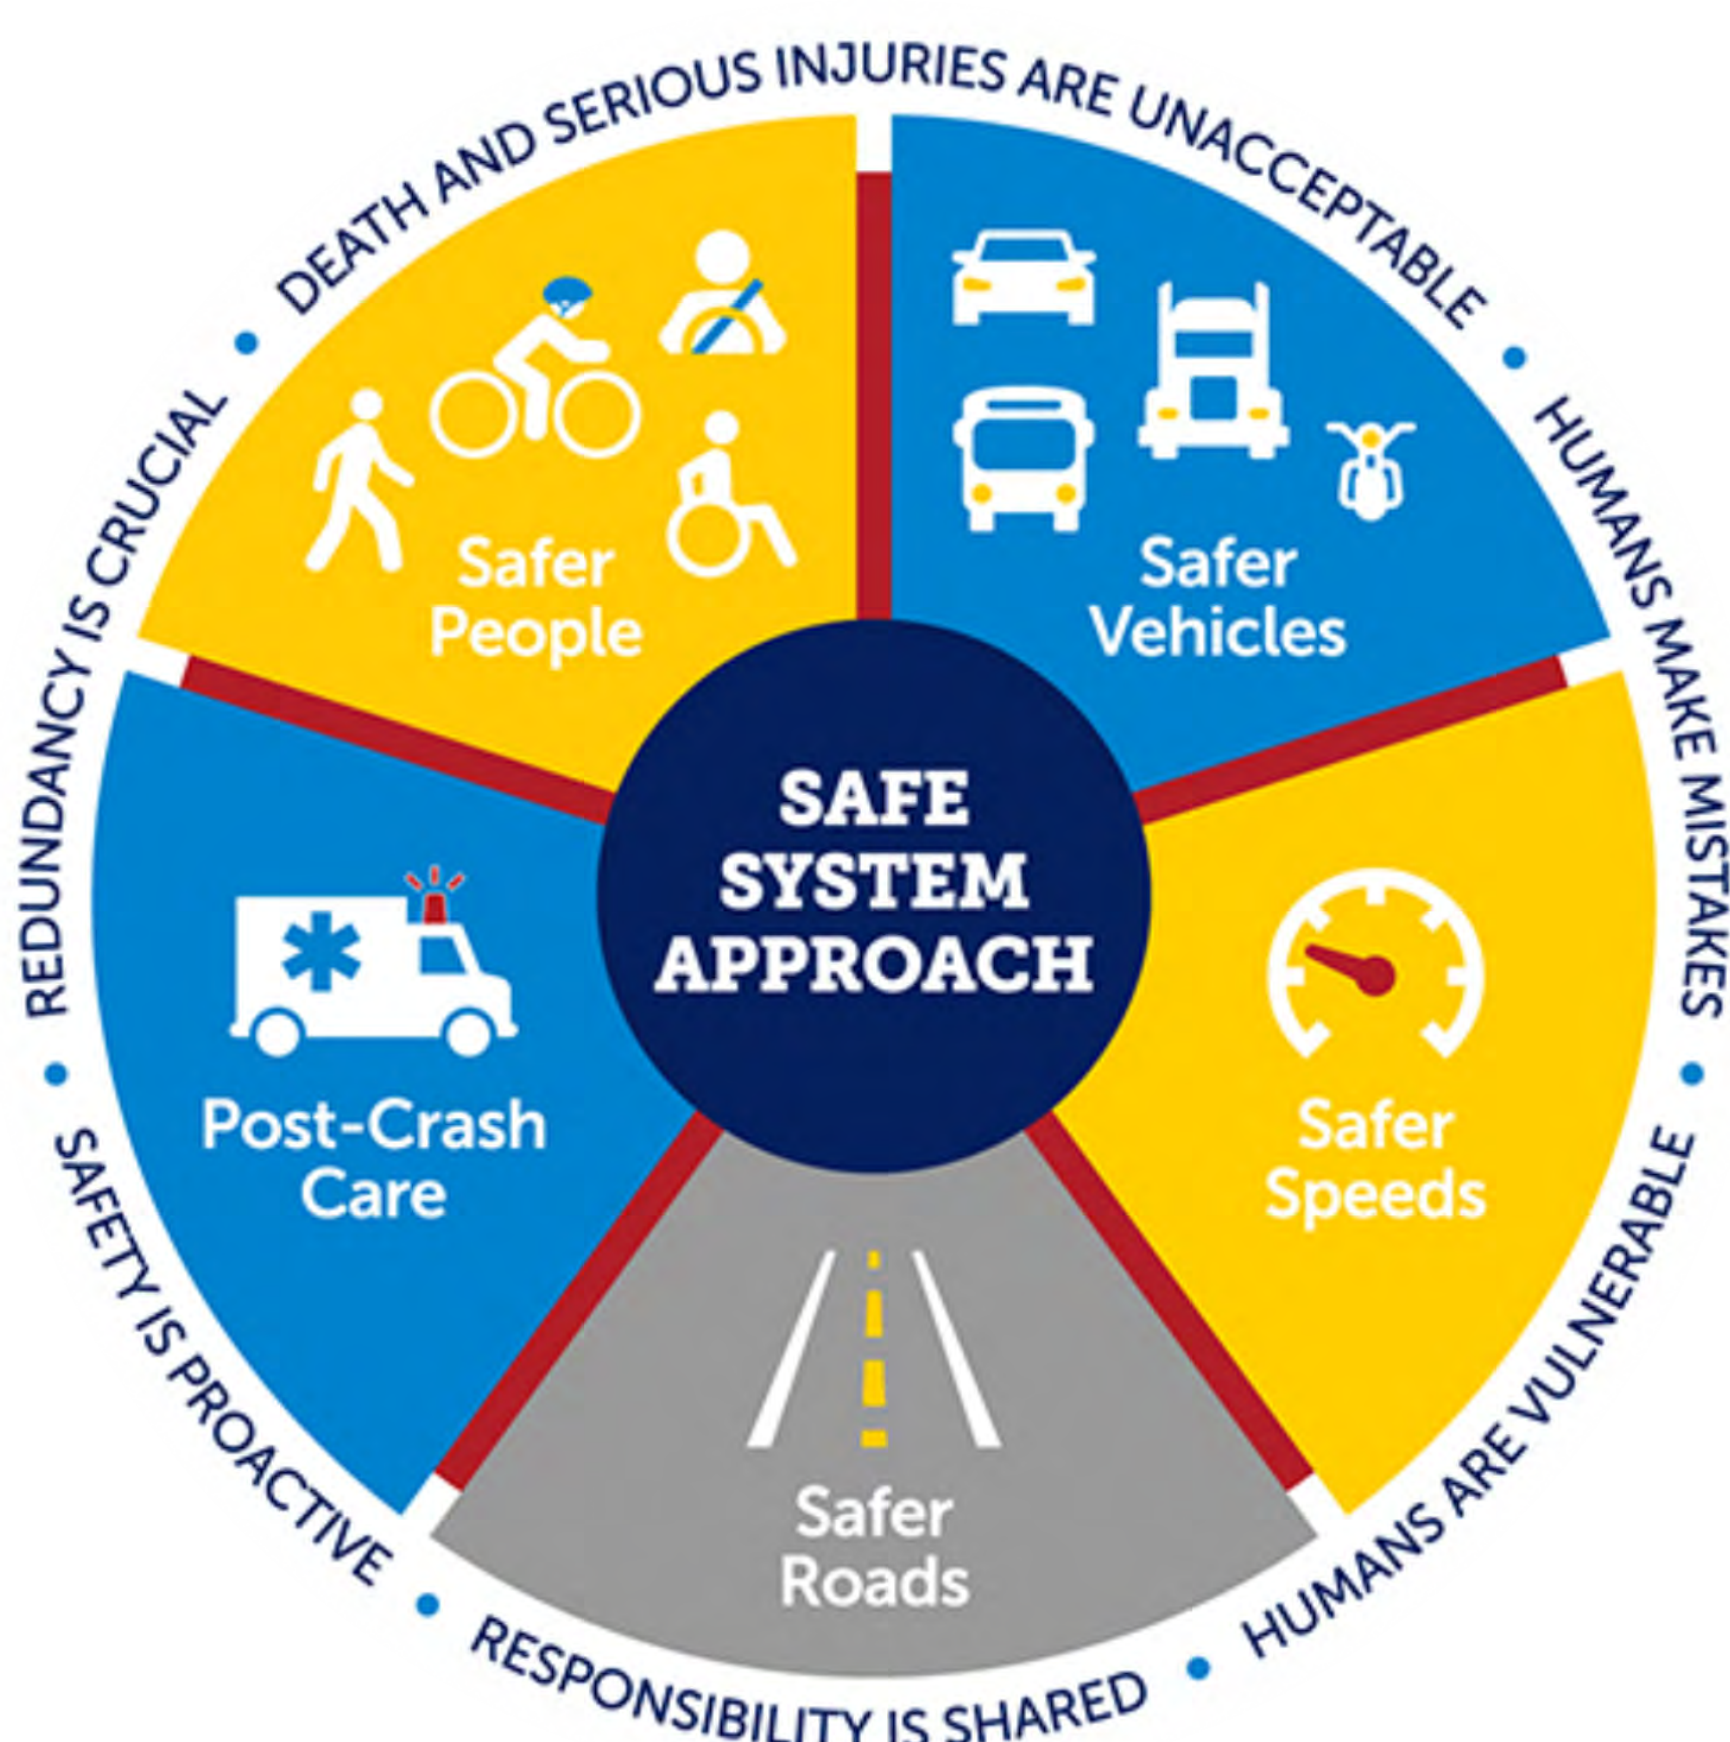 DEATH AND SERIOUS INJURIES ARE UNACCEPTABLE
HUMANS MAKE MISTAKES
HUMANS ARE VULNERABLE
RESPONSIBILITY IS SHARED
SAFETY IS PROACTIVE
REDUNDANCY IS CRUCIAL
Safer
People
Safer
Vehicles
SAFE
SYSTEM
APPROACH
Post-Crash
Care
Safer
Speeds
Safer
Roads